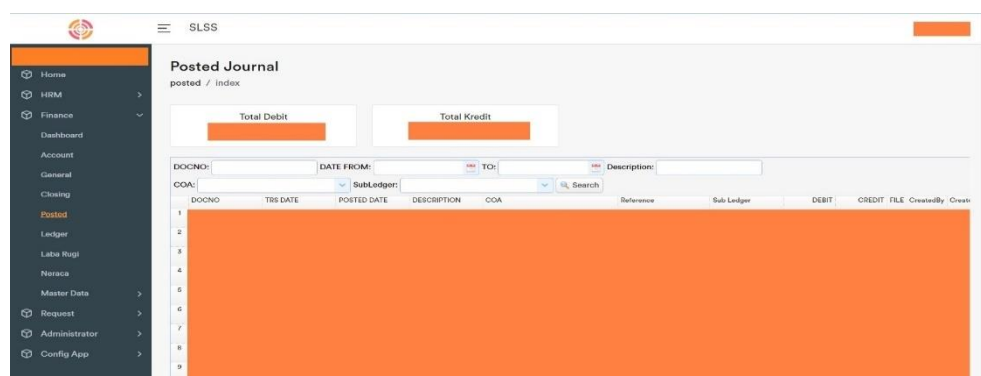 SLSS
Home
HRM
Finance
Dashboard
Account
General
Closing
Posted
Ledger
Laba Rugi
Neraca
Master Data
Request
Administrator
Config App
Posted Journal
posted / index
Total Debit
Total Kredit
DOCNO: DATE FROM: TO: Description:
COA: SubLedger: Search
DOCNO TRS DATE POSTED DATE DESCRIPTION COA Reference Sub Ledger DEBIT CREDIT FILE CreatedBy Create
1
2
3
4
5
6
7
8
9